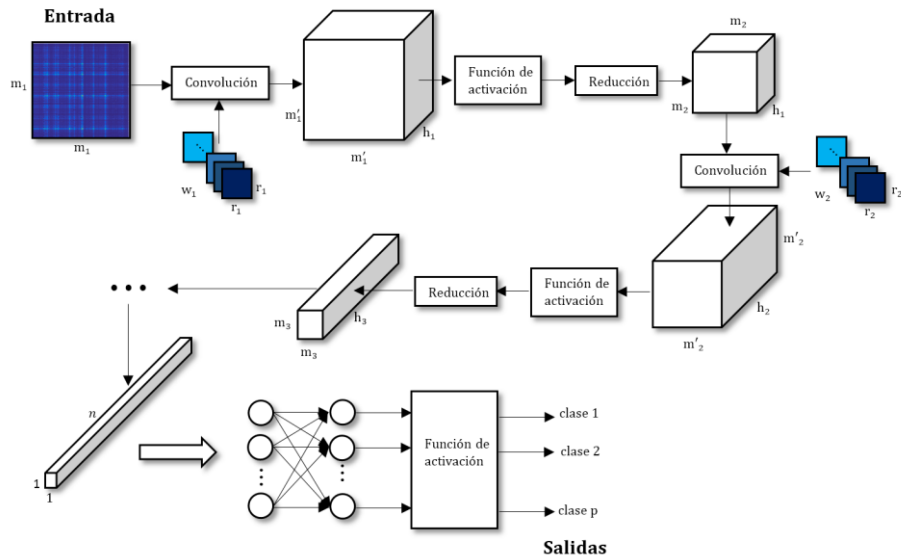 Entrada
m₁
m₁
Convolución
w₁
r₁
r₁
m'₁
m'₁
h₁
Función de
activación
Reducción
m₂
m₂
h₁
Convolución
w₂
r₂
r₂
m'₂
h₂
m'₂
Función de
activación
Reducción
m₃
m₃
h₃
•••
n
1
1
Función de
activación
clase 1
clase 2
clase p
Salidas